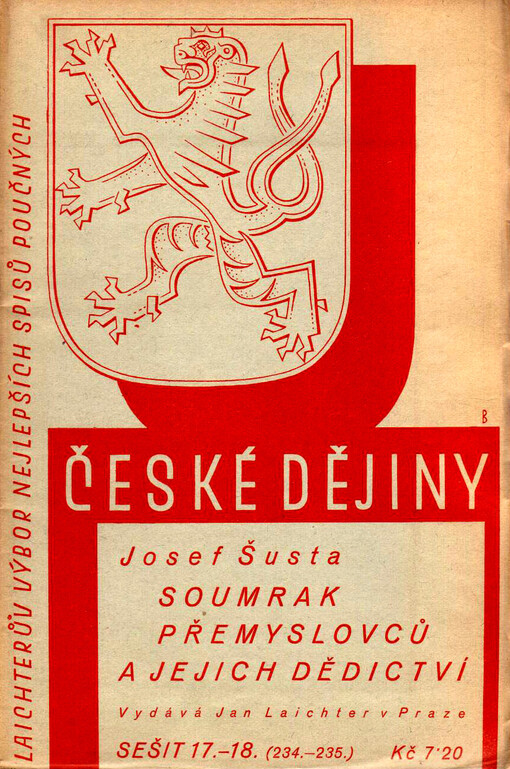 LAICHTERŮV VÝBOR NEJLEPŠÍCH SPISŮ POUČNÝCH
B
ČESKÉ DĚJINY
Josef Šusta
SOUMRAK
PŘEMYSLOVCŮ
A JEJICH DĚDICTVÍ
Vydává Jan Laichter v Praze
SEŠIT 17.–18. (234.–235.) Kč 7·20